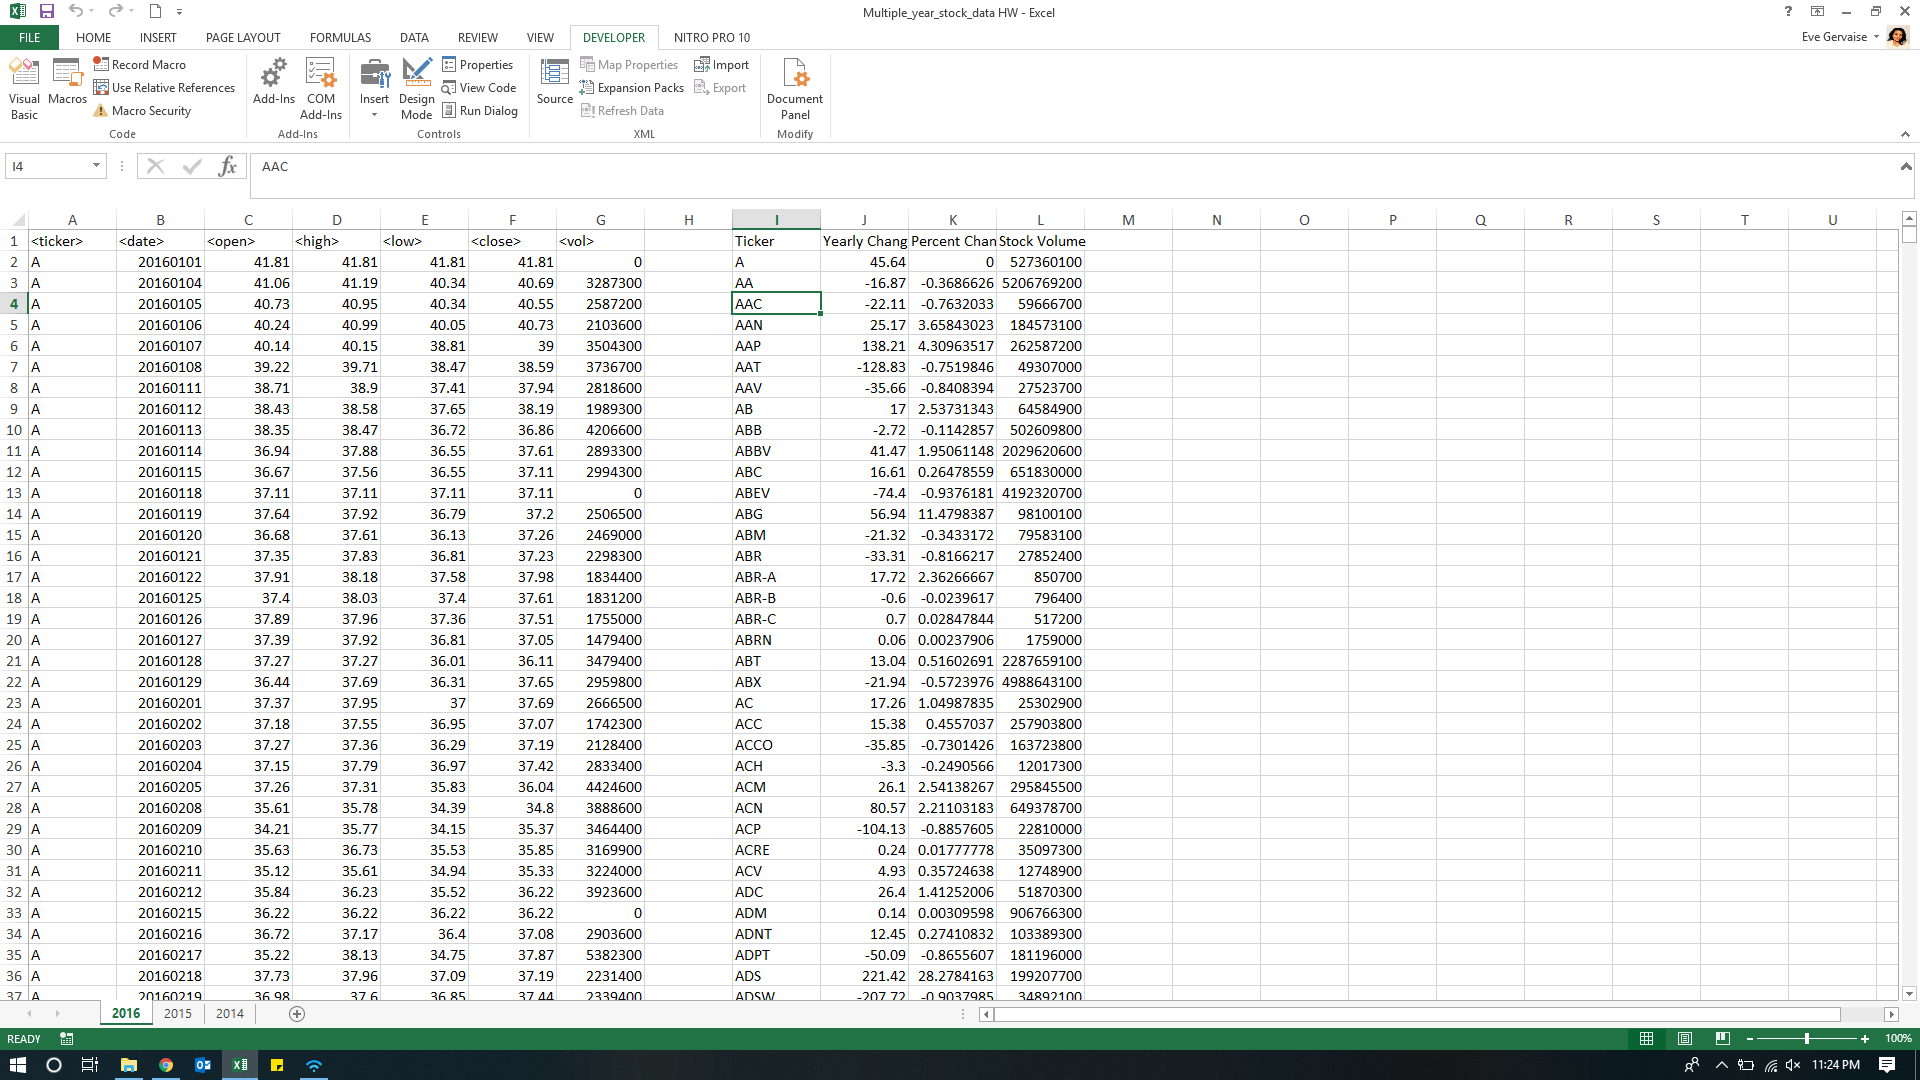 Multiple_year_stock_data HW - Excel
?
FILE HOME INSERT PAGE LAYOUT FORMULAS DATA REVIEW VIEW DEVELOPER NITRO PRO 10 Eve Gervaise
Visual Basic
Macros
Record Macro
Use Relative References
Macro Security
Code
Add-Ins
COM Add-Ins
Add-Ins
Insert
Design Mode
Properties
View Code
Run Dialog
Controls
Source
Map Properties
Expansion Packs
Refresh Data
Import
Export
XML
Document Panel
Modify
I4 fx AAC
A B C D E F G H I J K L M N O P Q R S T U
1 <ticker> <date> <open> <high> <low> <close> <vol> Ticker Yearly Chang Percent Chan Stock Volume
2 A 20160101 41.81 41.81 41.81 41.81 0 A 45.64 0 527360100
3 A 20160104 41.06 41.19 40.34 40.69 3287300 AA -16.87 -0.3686626 5206769200
4 A 20160105 40.73 40.95 40.34 40.55 2587200 AAC -22.11 -0.7632033 59666700
5 A 20160106 40.24 40.99 40.05 40.73 2103600 AAN 25.17 3.65843023 184573100
6 A 20160107 40.14 40.15 38.81 39 3504300 AAP 138.21 4.30963517 262587200
7 A 20160108 39.22 39.71 38.47 38.59 3736700 AAT -128.83 -0.7519846 49307000
8 A 20160111 38.71 38.9 37.41 37.94 2818600 AAV -35.66 -0.8408394 27523700
9 A 20160112 38.43 38.58 37.65 38.19 1989300 AB 17 2.53731343 64584900
10 A 20160113 38.35 38.47 36.72 36.86 4206600 ABB -2.72 -0.1142857 502609800
11 A 20160114 36.94 37.88 36.55 37.61 2893300 ABBV 41.47 1.95061148 2029620600
12 A 20160115 36.67 37.56 36.55 37.11 2994300 ABC 16.61 0.26478559 651830000
13 A 20160118 37.11 37.11 37.11 37.11 0 ABEV -74.4 -0.9376181 4192320700
14 A 20160119 37.64 37.92 36.79 37.2 2506500 ABG 56.94 11.4798387 98100100
15 A 20160120 36.68 37.61 36.13 37.26 2469000 ABM -21.32 -0.3433172 79583100
16 A 20160121 37.35 37.83 36.81 37.23 2298300 ABR -33.31 -0.8166217 27852400
17 A 20160122 37.91 38.18 37.58 37.98 1834400 ABR-A 17.72 2.36266667 850700
18 A 20160125 37.4 38.03 37.4 37.61 1831200 ABR-B -0.6 -0.0239617 796400
19 A 20160126 37.89 37.96 37.36 37.51 1755000 ABR-C 0.7 0.02847844 517200
20 A 20160127 37.39 37.92 36.81 37.05 1479400 ABRN 0.06 0.00237906 1759000
21 A 20160128 37.27 37.27 36.01 36.11 3479400 ABT 13.04 0.51602691 2287659100
22 A 20160129 36.44 37.69 36.31 37.65 2959800 ABX -21.94 -0.5723976 4988643100
23 A 20160201 37.37 37.95 37 37.69 2666500 AC 17.26 1.04987835 25302900
24 A 20160202 37.18 37.55 36.95 37.07 1742300 ACC 15.38 0.4557037 257903800
25 A 20160203 37.27 37.36 36.29 37.19 2128400 ACCO -35.85 -0.7301426 163723800
26 A 20160204 37.15 37.79 36.97 37.42 2833400 ACH -3.3 -0.2490566 12017300
27 A 20160205 37.26 37.31 35.83 36.04 4424600 ACM 26.1 2.54138267 295845500
28 A 20160208 35.61 35.78 34.39 34.8 3888600 ACN 80.57 2.21103183 649378700
29 A 20160209 34.21 35.77 34.15 35.37 3464400 ACP -104.13 -0.8857605 22810000
30 A 20160210 35.63 36.73 35.53 35.85 3169900 ACRE 0.24 0.01777778 35097300
31 A 20160211 35.12 35.61 34.94 35.33 3224000 ACV 4.93 0.35724638 12748900
32 A 20160212 35.84 36.23 35.52 36.22 3923600 ADC 26.4 1.41252006 51870300
33 A 20160215 36.22 36.22 36.22 36.22 0 ADM 0.14 0.00309598 906766300
34 A 20160216 36.72 37.17 36.4 37.08 2903600 ADNT 12.45 0.27410832 103389300
35 A 20160217 35.22 38.13 34.75 37.87 5382300 ADPT -50.09 -0.8655607 181196000
36 A 20160218 37.73 37.96 37.09 37.19 2231400 ADS 221.42 28.2784163 199207700
37 A 20160219 36.98 37.6 36.85 37.44 2339400 ADSW -207.72 -0.9037985 34892100
2016 2015 2014
READY 100%
11:24 PM